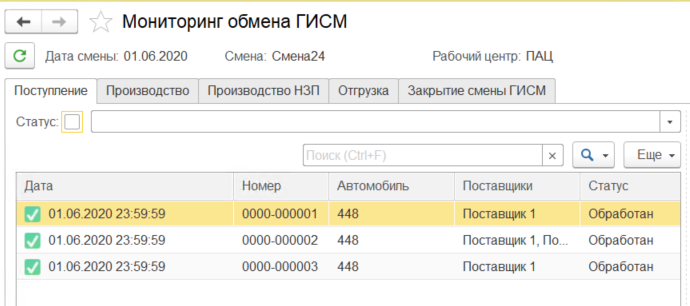 Мониторинг обмена ГИСМ
Дата смены: 01.06.2020 Смена: Смена24 Рабочий центр: ПАЦ
Поступление Производство Производство НЗП Отгрузка Закрытие смены ГИСМ
Статус:
Поиск (Ctrl+F) × Еще
Дата Номер Автомобиль Поставщики Статус
01.06.2020 23:59:59 0000-000001 448 Поставщик 1 Обработан
01.06.2020 23:59:59 0000-000002 448 Поставщик 1, По... Обработан
01.06.2020 23:59:59 0000-000003 448 Поставщик 1 Обработан